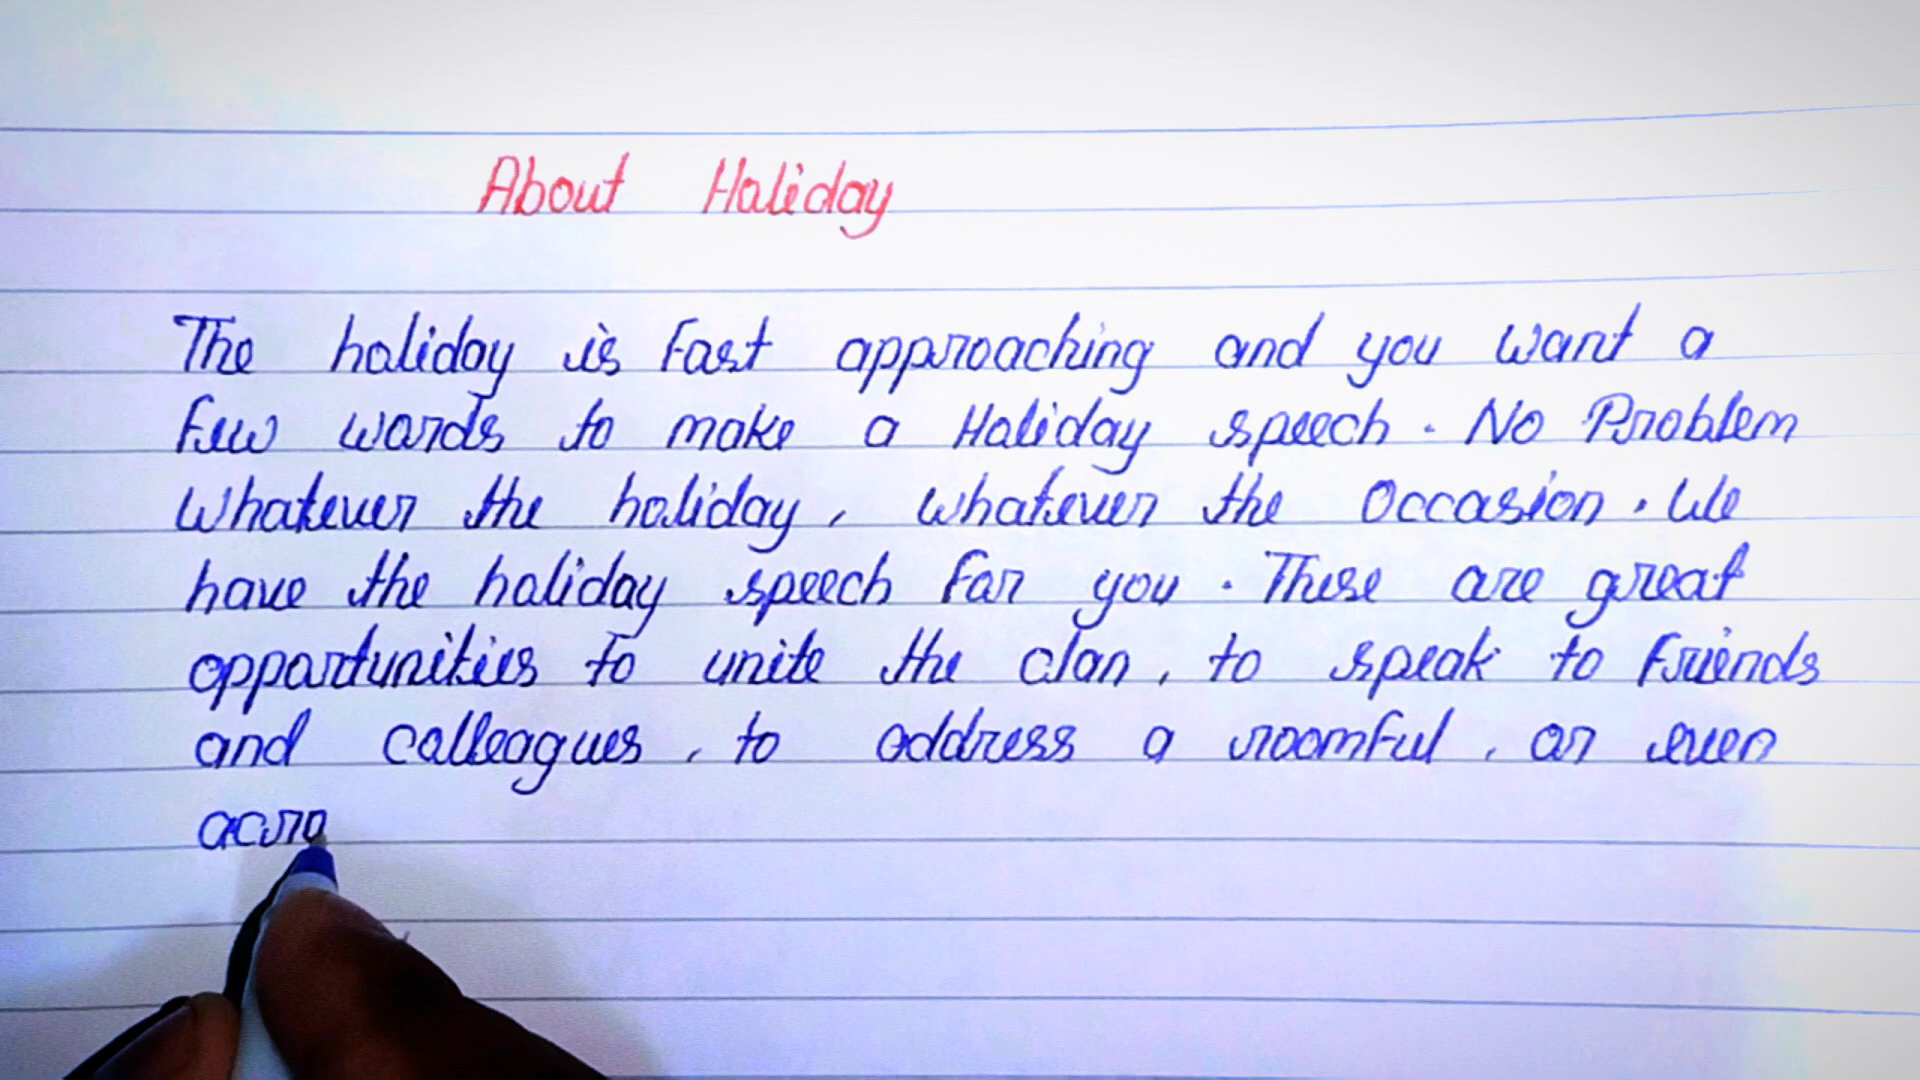 About Holiday
The holiday is Fast approaching and you want a
Few words to make a Holiday speech. No Problem
Whatever the holiday, whatever the Occasion. We
have the holiday speech For you. These are great
opportunities to unite the clan, to speak to Friends
and colleagues, to address a roomful, or even
acro